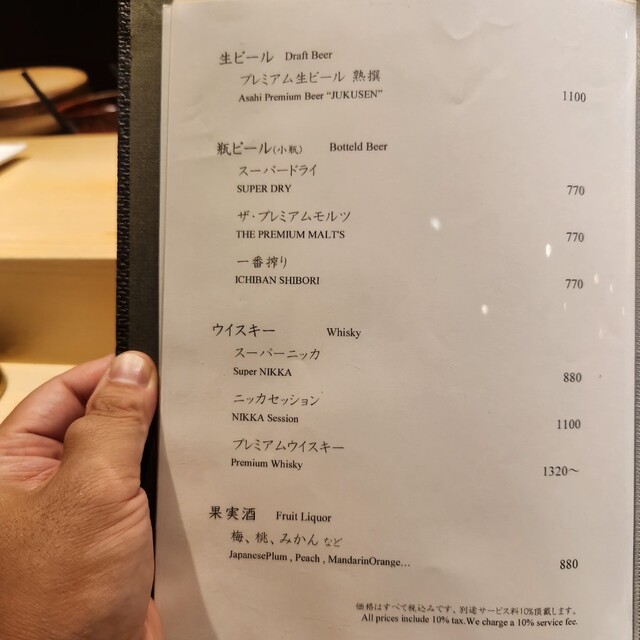 生ビール Draft Beer
プレミアム生ビール 熟撰
Asahi Premium Beer “JUKUSEN” 1100
瓶ビール(小瓶) Botteld Beer
スーパードライ
SUPER DRY 770
ザ・プレミアムモルツ
THE PREMIUM MALT'S 770
一番搾り
ICHIBAN SHIBORI 770
ウイスキー Whisky
スーパーニッカ
Super NIKKA 880
ニッカセッション
NIKKA Session 1100
プレミアムウイスキー
Premium Whisky 1320～
果実酒 Fruit Liquor
梅、桃、みかん など
JapanesePlum , Peach , MandarinOrange… 880
価格はすべて税込みです、別途サービス料10%頂戴します。
All prices include 10% tax.We charge a 10% service fee.